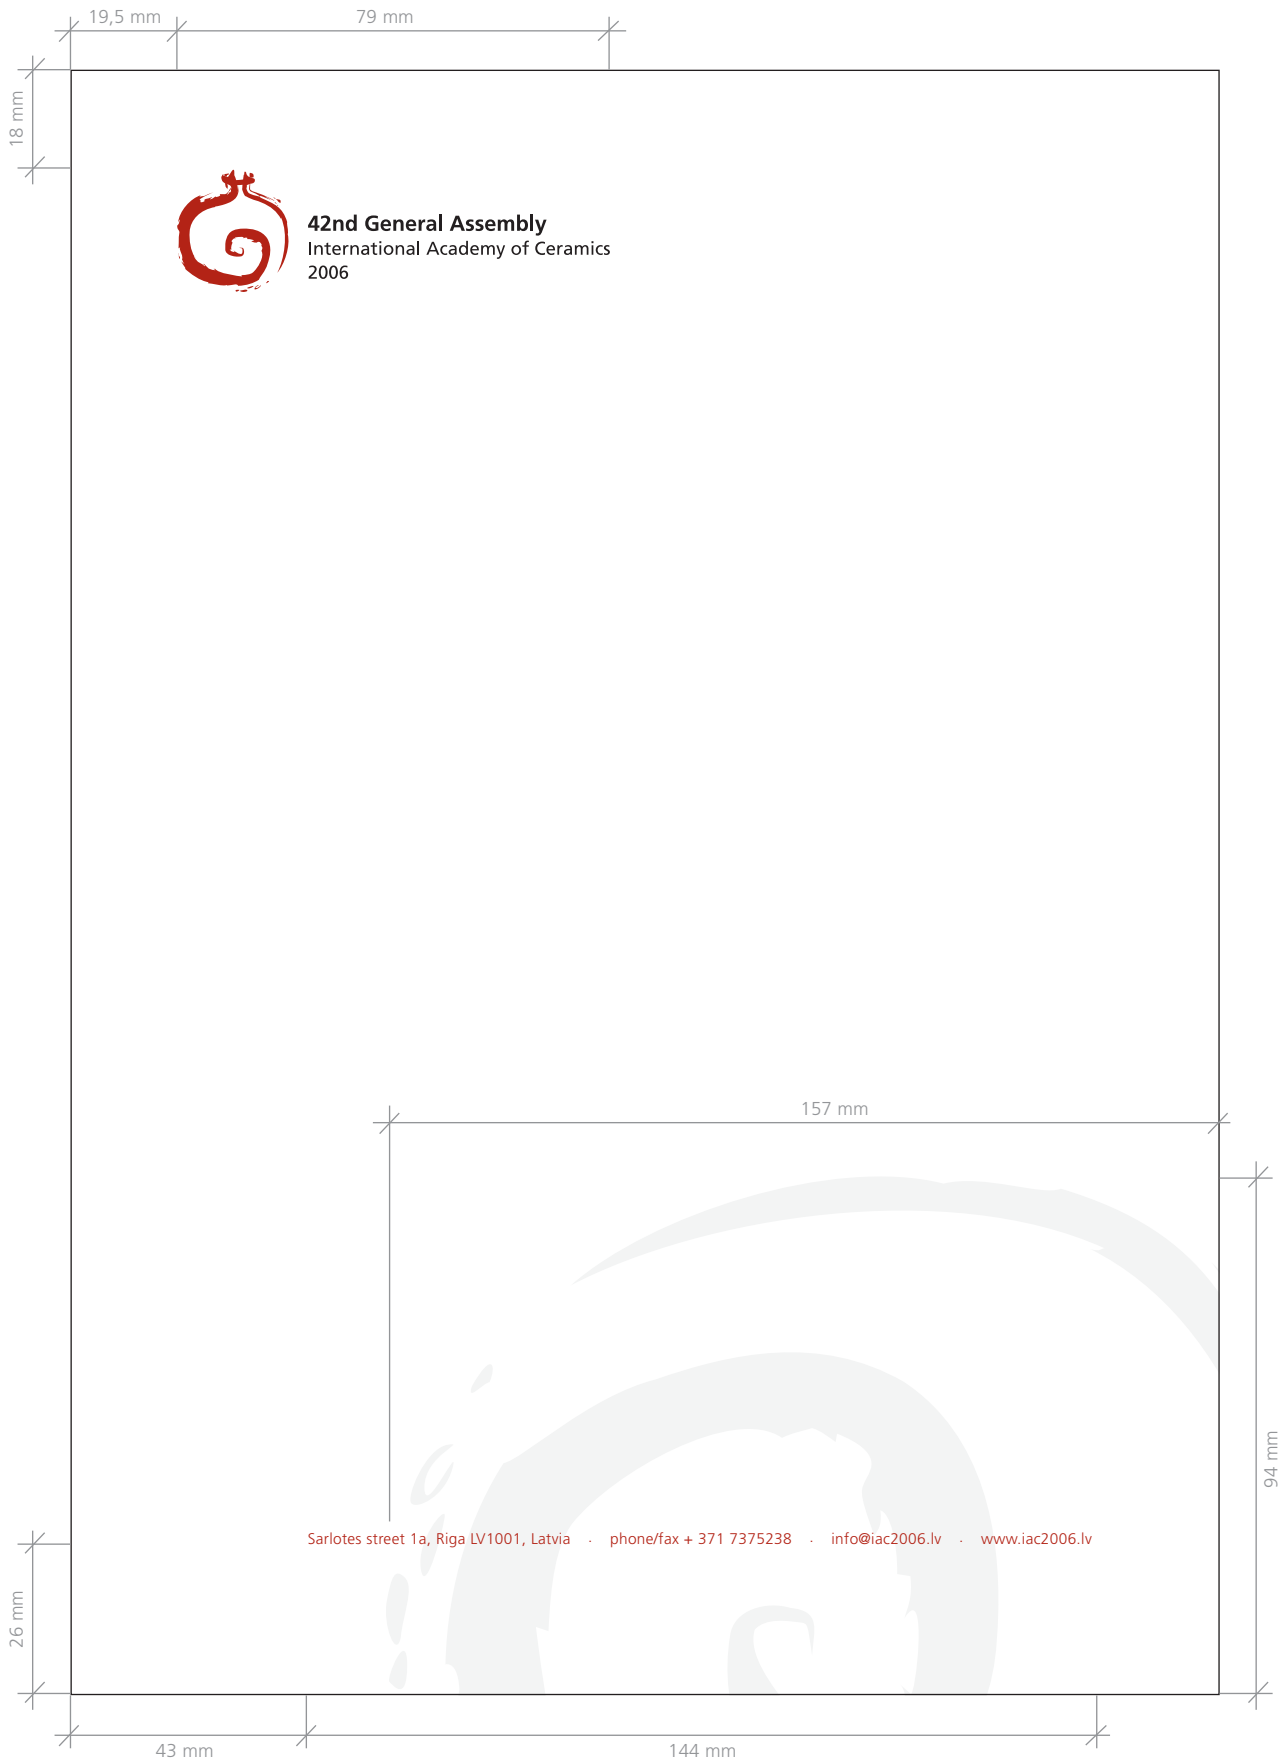 19,5 mm
79 mm
18 mm
42nd General Assembly
International Academy of Ceramics
2006
157 mm
94 mm
Sarlotes street 1a, Riga LV1001, Latvia · phone/fax + 371 7375238 · info@iac2006.lv · www.iac2006.lv
26 mm
43 mm
144 mm